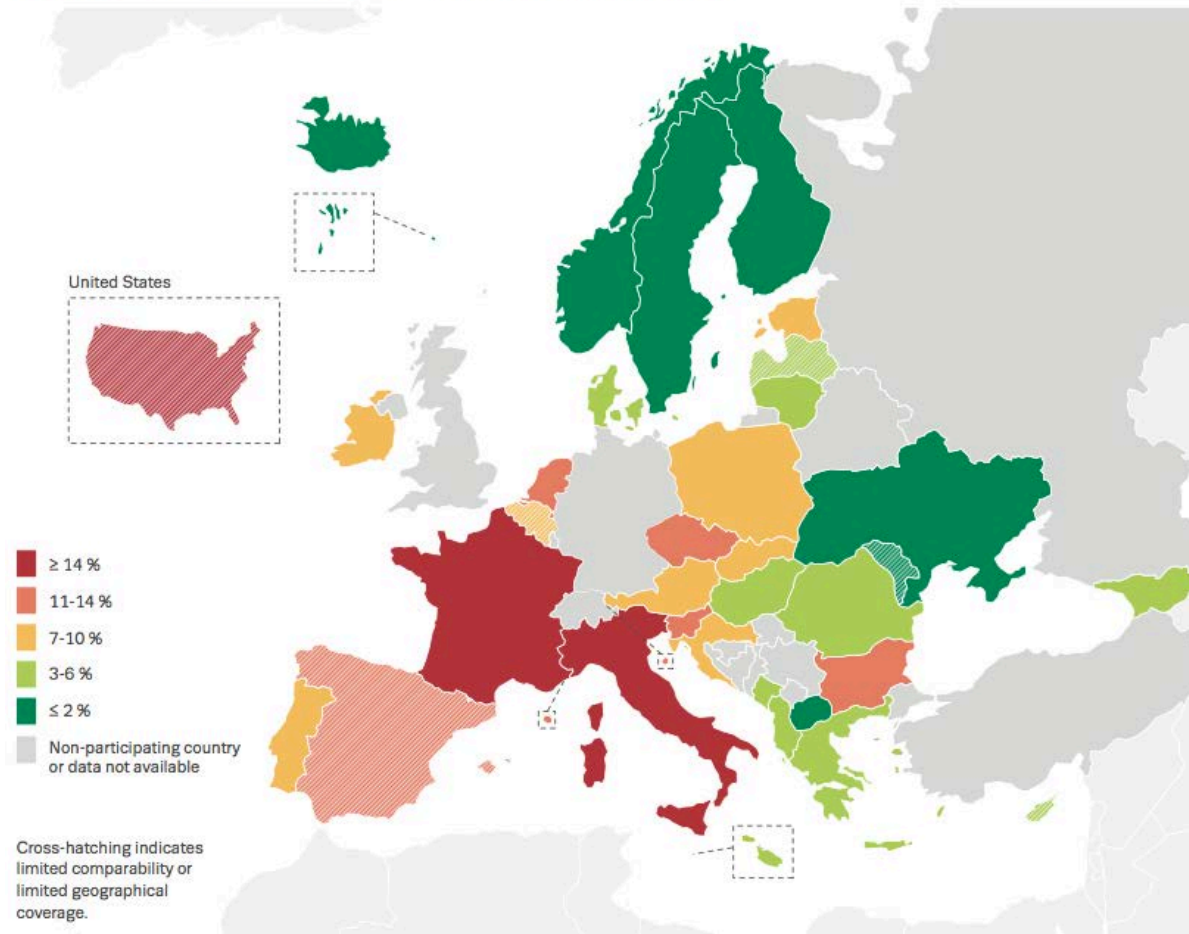 United States
≥ 14 %
11-14 %
7-10 %
3-6 %
≤ 2 %
Non-participating country
or data not available
Cross-hatching indicates
limited comparability or
limited geographical
coverage.